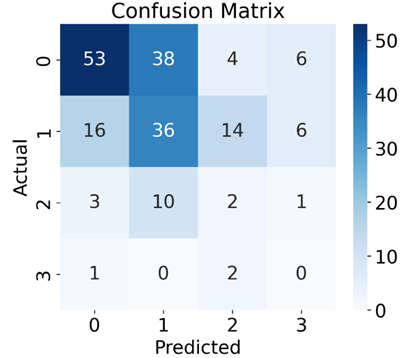 Confusion Matrix
Actual
0 53 38 4 6
1 16 36 14 6
2 3 10 2 1
3 1 0 2 0
0 1 2 3
Predicted
50
40
30
20
10
0